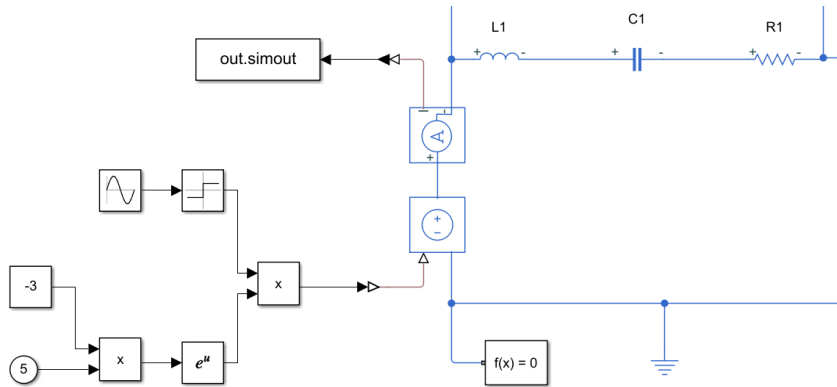 L1
C1
R1
+
-
+
-
+
-
out.simout
I
-
A
+
+
-
x
-3
x
e^u
5
f(x) = 0